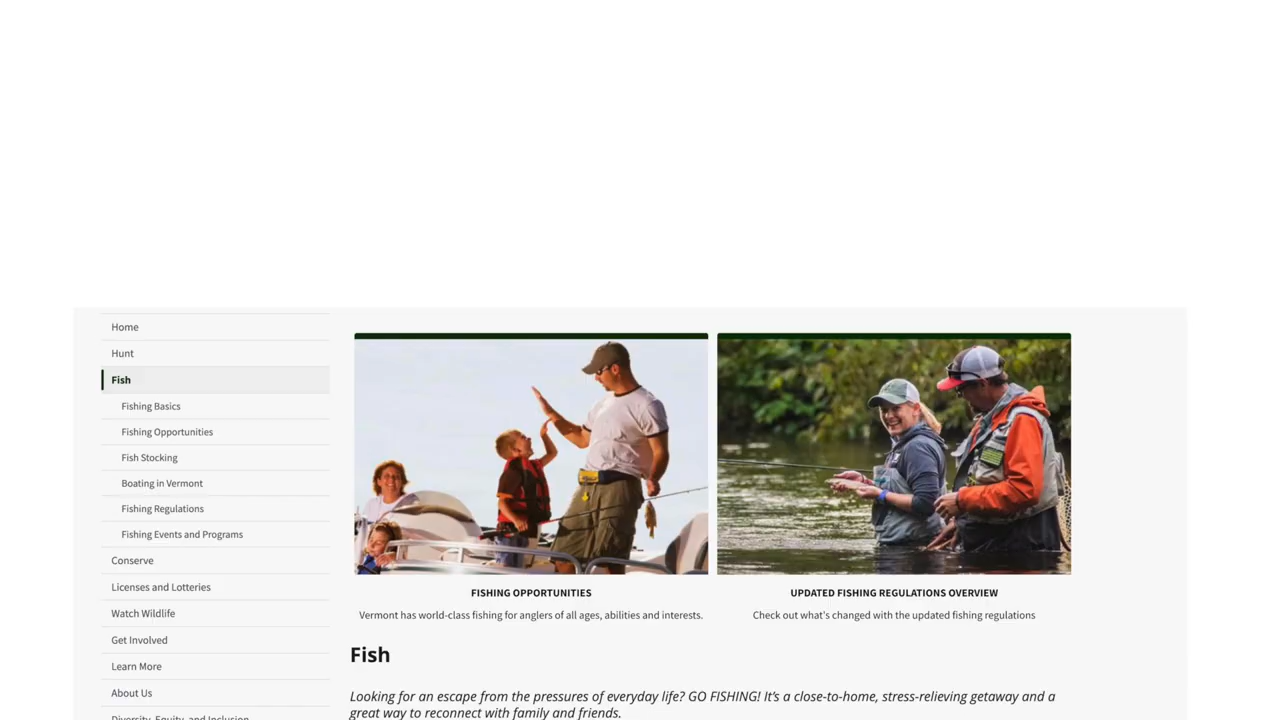 Home
Hunt
Fish
Fishing Basics
Fishing Opportunities
Fish Stocking
Boating in Vermont
Fishing Regulations
Fishing Events and Programs
Conserve
Licenses and Lotteries
Watch Wildlife
Get Involved
Learn More
About Us
Diversity, Equity, and Inclusion
FISHING OPPORTUNITIES
Vermont has world-class fishing for anglers of all ages, abilities and interests.
UPDATED FISHING REGULATIONS OVERVIEW
Check out what's changed with the updated fishing regulations
Fish
Looking for an escape from the pressures of everyday life? GO FISHING! It’s a close-to-home, stress-relieving getaway and a
great way to reconnect with family and friends.